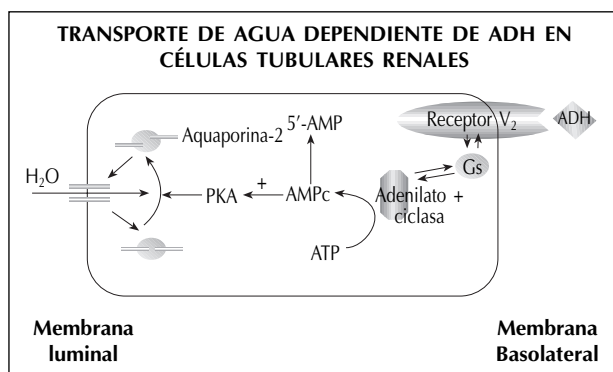 TRANSPORTE DE AGUA DEPENDIENTE DE ADH EN
CÉLULAS TUBULARES RENALES
Receptor V2
ADH
Aquaporina-2
5'-AMP
H2O
Gs
PKA
+
AMPc
Adenilato +
ciclasa
ATP
Membrana
luminal
Membrana
Basolateral